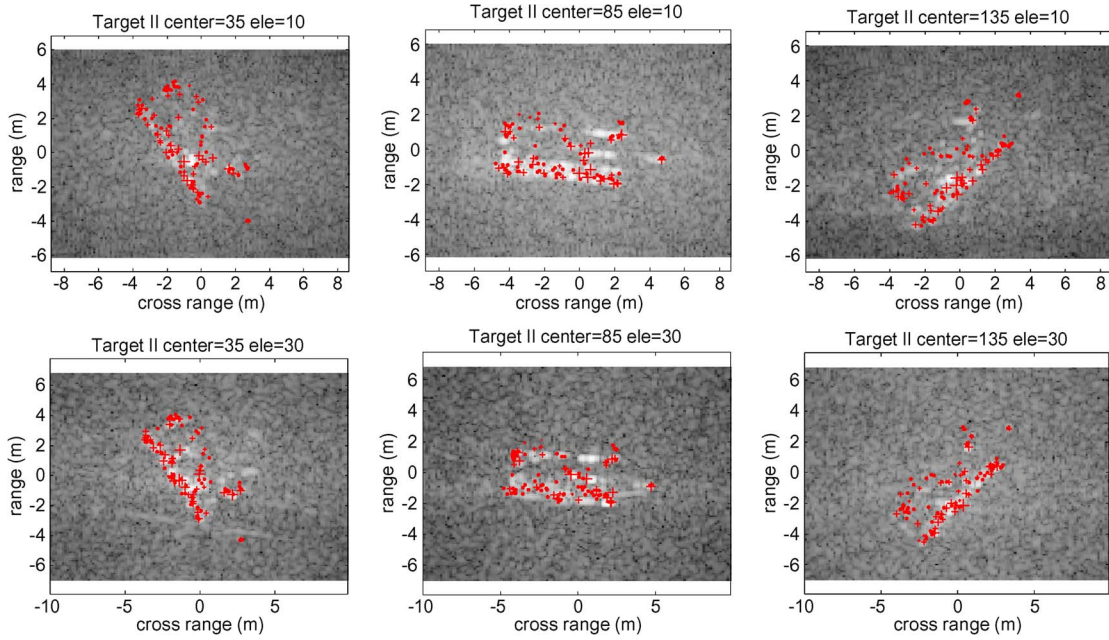 Target II center=35 ele=10
6
4
2
0
-2
-4
-6
range (m)
-8 -6 -4 -2 0 2 4 6 8
cross range (m)
Target II center=85 ele=10
6
4
2
0
-2
-4
-6
range (m)
-8 -6 -4 -2 0 2 4 6 8
cross range (m)
Target II center=135 ele=10
6
4
2
0
-2
-4
-6
range (m)
-8 -6 -4 -2 0 2 4 6 8
cross range (m)
Target II center=35 ele=30
6
4
2
0
-2
-4
-6
range (m)
-10 -5 0 5
cross range (m)
Target II center=85 ele=30
6
4
2
0
-2
-4
-6
range (m)
-10 -5 0 5
cross range (m)
Target II center=135 ele=30
6
4
2
0
-2
-4
-6
range (m)
-10 -5 0 5
cross range (m)